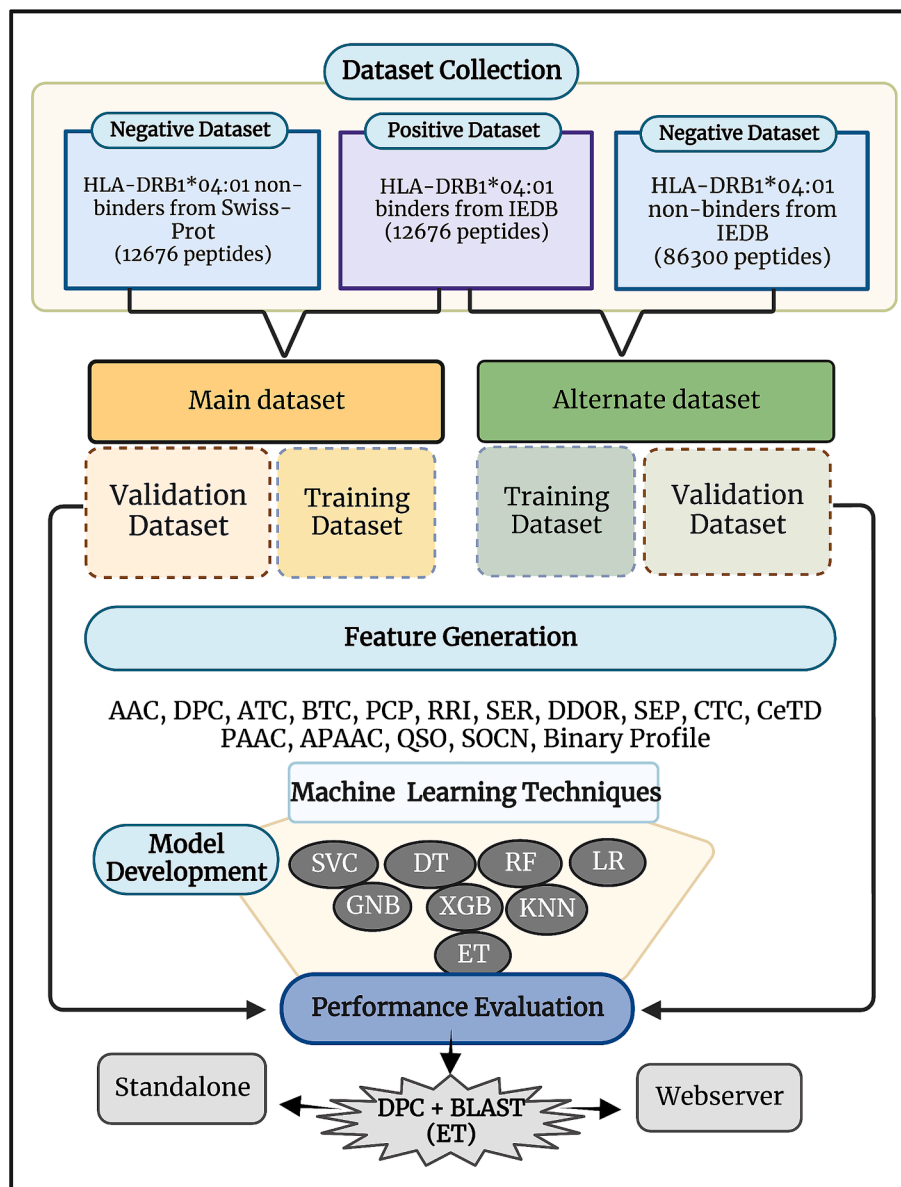 Dataset Collection
Negative Dataset
HLA-DRB1*04:01 non-
binders from Swiss-
Prot
(12676 peptides)
Positive Dataset
HLA-DRB1*04:01
binders from IEDB
(12676 peptides)
Negative Dataset
HLA-DRB1*04:01
non-binders from
IEDB
(86300 peptides)
Main dataset
Alternate dataset
Validation
Dataset
Training
Dataset
Training
Dataset
Validation
Dataset
Feature Generation
AAC, DPC, ATC, BTC, PCP, RRI, SER, DDOR, SEP, CTC, CeTD
PAAC, APAAC, QSO, SOCN, Binary Profile
Machine Learning Techniques
Model
Development
SVC
DT
RF
LR
GNB
XGB
KNN
ET
Performance Evaluation
Standalone
DPC + BLAST
(ET)
Webserver